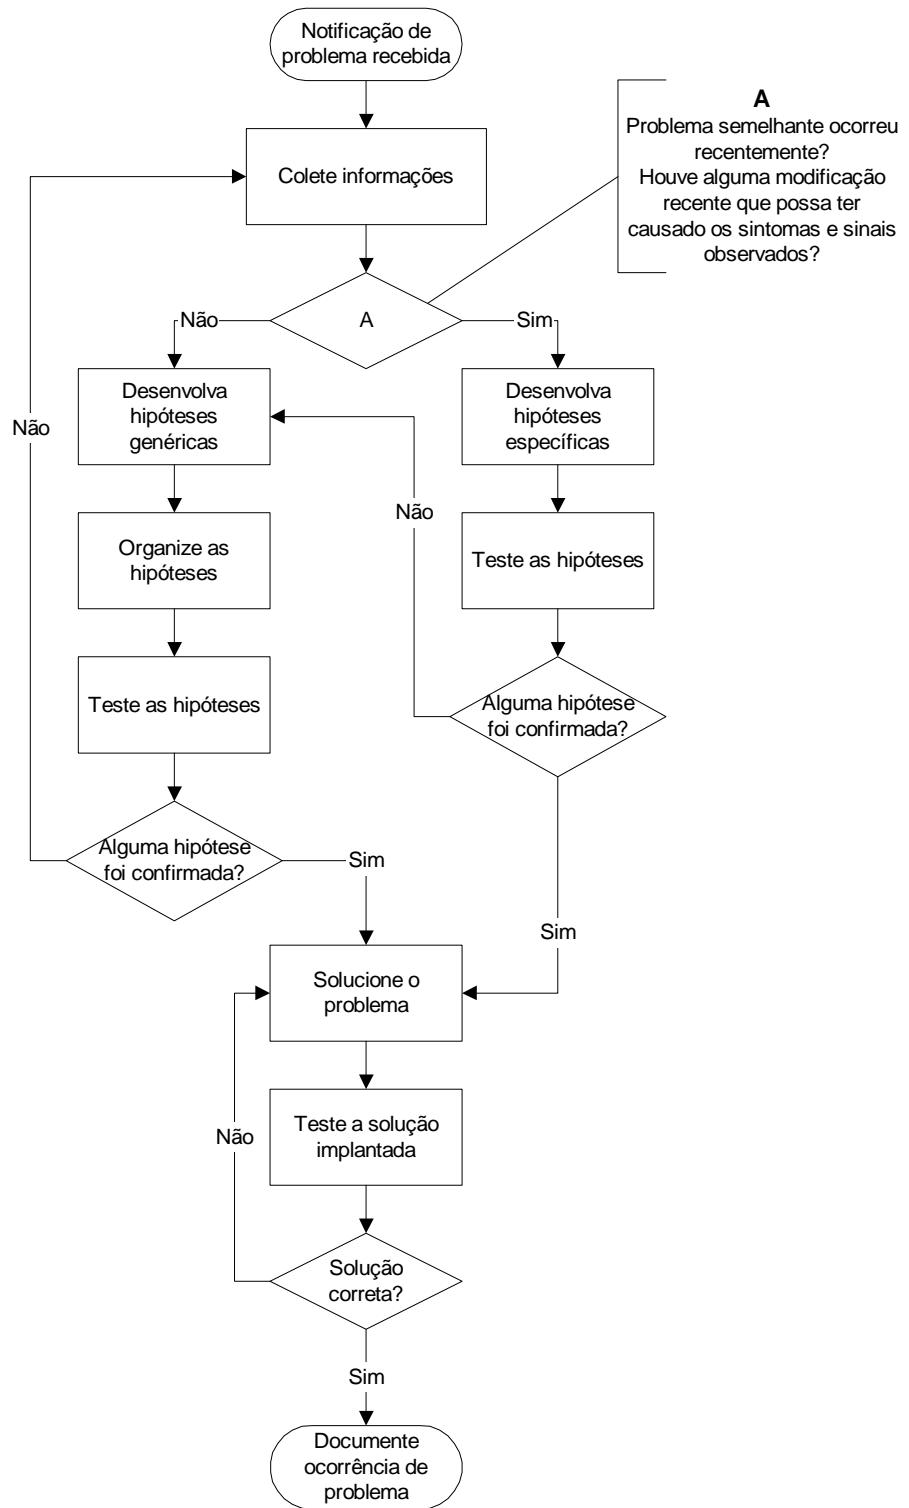 Notificação de
problema recebida
A
Problema semelhante ocorreu
recentemente?
Houve alguma modificação
recente que possa ter
causado os sintomas e sinais
observados?
Colete informações
A
Não
Sim
Desenvolva
hipóteses
genéricas
Desenvolva
hipóteses
específicas
Não
Não
Organize as
hipóteses
Teste as hipóteses
Teste as hipóteses
Alguma hipótese
foi confirmada?
Alguma hipótese
foi confirmada?
Sim
Sim
Solucione o
problema
Teste a solução
implantada
Não
Solução
correta?
Sim
Documente
ocorrência de
problema